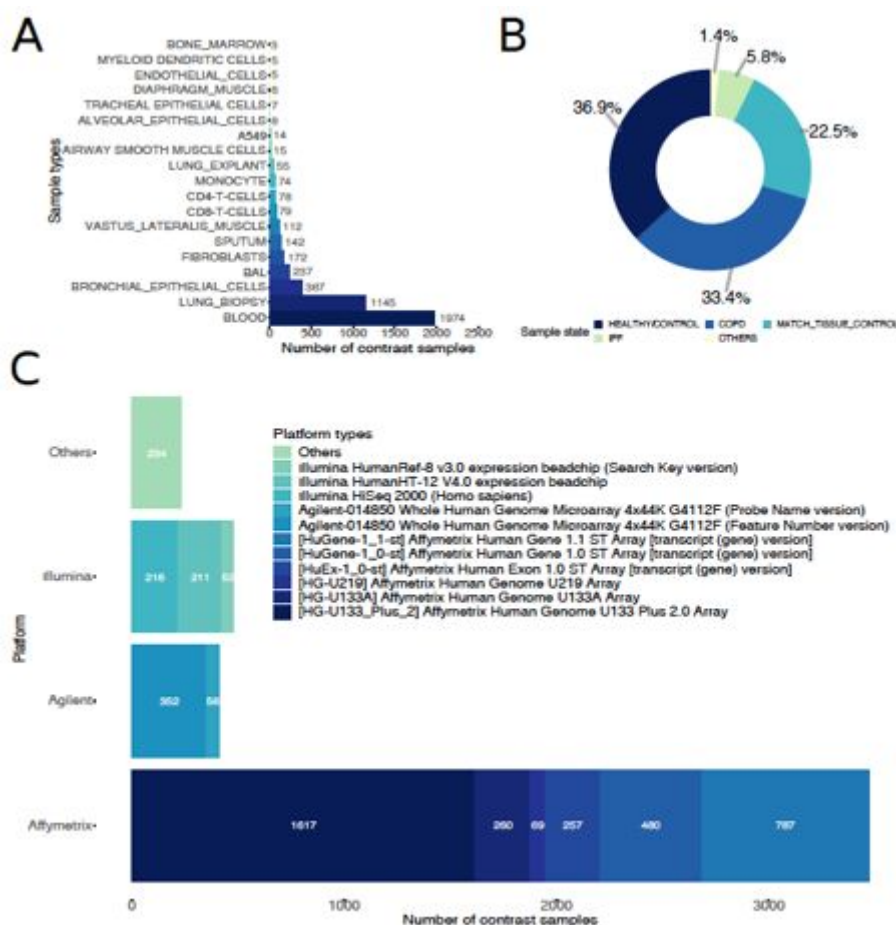 A
BONE_MARROW
MYELOID DENDRITIC CELLS 5
ENDOTHELIAL_CELLS 5
DIAPHRAGM_MUSCLE 6
TRACHEAL EPITHELIAL CELLS 7
ALVEOLAR_EPITHELIAL_CELLS
A549 14
AIRWAY SMOOTH MUSCLE CELLS 15
LUNG_EXPLANT 55
MONOCYTE 74
CD4-T-CELLS 78
CD8-T-CELLS 79
VASTUS_LATERALIS_MUSCLE 112
SPUTUM 142
FIBROBLASTS 172
BAL
BRONCHIAL_EPITHELIAL_CELLS
LUNG_BIOPSY 1145
BLOOD 1974
Sample types
0 500 1000 1500 2000 2500
Number of contrast samples
B
1.4%
5.8%
36.9%
22.5%
33.4%
Sample state
HEALTHY/CONTROL
COPD
MATCH_TISSUE_CONTROL
IPF
OTHERS
C
Platform types
Others
illumina HumanRef-8 v3.0 expression beadchip (Search Key version)
illumina HumanHT-12 V4.0 expression beadchip
illumina HiSeq 2000 (Homo sapiens)
Agilent-014850 Whole Human Genome Microarray 4x44K G4112F (Probe Name version)
Agilent-014850 Whole Human Genome Microarray 4x44K G4112F (Feature Number version)
[HuGene-1_1-st] Affymetrix Human Gene 1.1 ST Array [transcript (gene) version]
[HuGene-1_0-st] Affymetrix Human Gene 1.0 ST Array [transcript (gene) version]
[HuEx-1_0-st] Affymetrix Human Exon 1.0 ST Array [transcript (gene) version]
[HG-U219] Affymetrix Human Genome U219 Array
[HG-U133A] Affymetrix Human Genome U133A Array
[HG-U133_Plus_2] Affymetrix Human Genome U133 Plus 2.0 Array
Platform
Others
illumina 216 211
Agilent 352
Affymetrix 1617 260 69 257 480 787
0 1000 2000 3000
Number of contrast samples